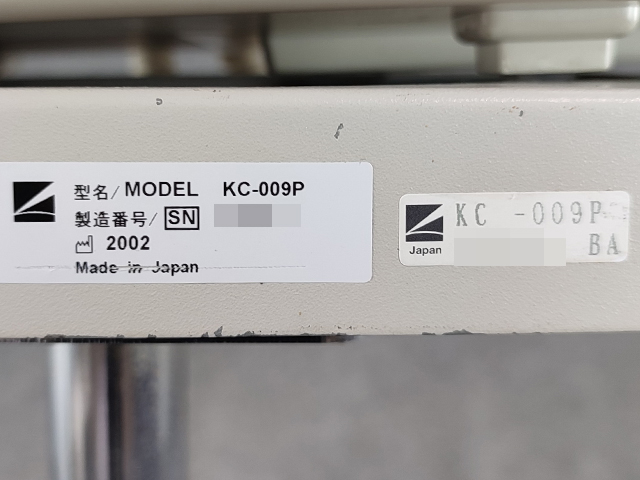 型名/MODEL KC-009P
製造番号/ SN
2002
Made in Japan
KC -009P
Japan
BA